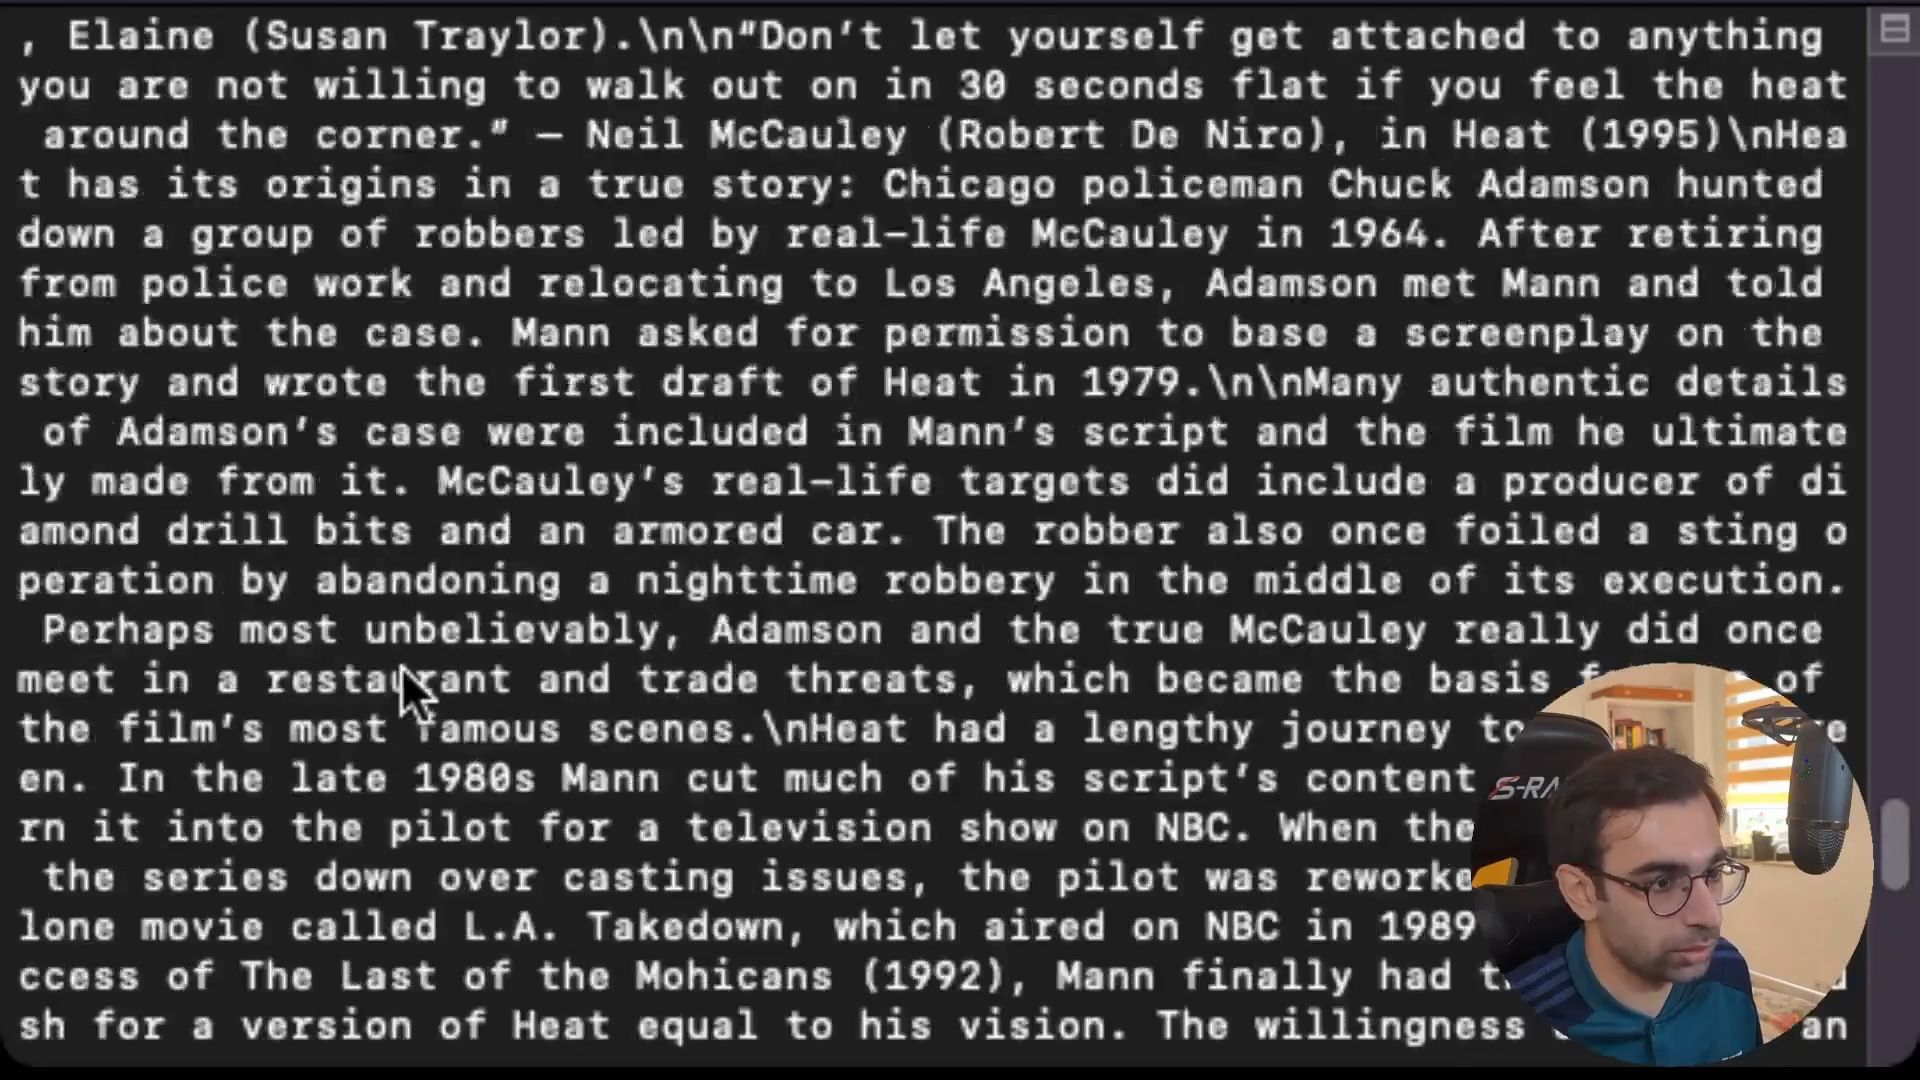 , Elaine (Susan Traylor).\n\n"Don't let yourself get attached to anything
you are not willing to walk out on in 30 seconds flat if you feel the heat
around the corner." — Neil McCauley (Robert De Niro), in Heat (1995)\nHea
t has its origins in a true story: Chicago policeman Chuck Adamson hunted
down a group of robbers led by real-life McCauley in 1964. After retiring
from police work and relocating to Los Angeles, Adamson met Mann and told
him about the case. Mann asked for permission to base a screenplay on the
story and wrote the first draft of Heat in 1979.\n\nMany authentic details
of Adamson's case were included in Mann's script and the film he ultimate
ly made from it. McCauley's real-life targets did include a producer of di
amond drill bits and an armored car. The robber also once foiled a sting o
peration by abandoning a nighttime robbery in the middle of its execution.
Perhaps most unbelievably, Adamson and the true McCauley really did once
meet in a restaurant and trade threats, which became the basis of
the film's most famous scenes.\nHeat had a lengthy journey to re
en. In the late 1980s Mann cut much of his script's content
rn it into the pilot for a television show on NBC. When the
the series down over casting issues, the pilot was reworke
lone movie called L.A. Takedown, which aired on NBC in 1989
ccess of The Last of the Mohicans (1992), Mann finally had
sh for a version of Heat equal to his vision. The willingness an
S-RA